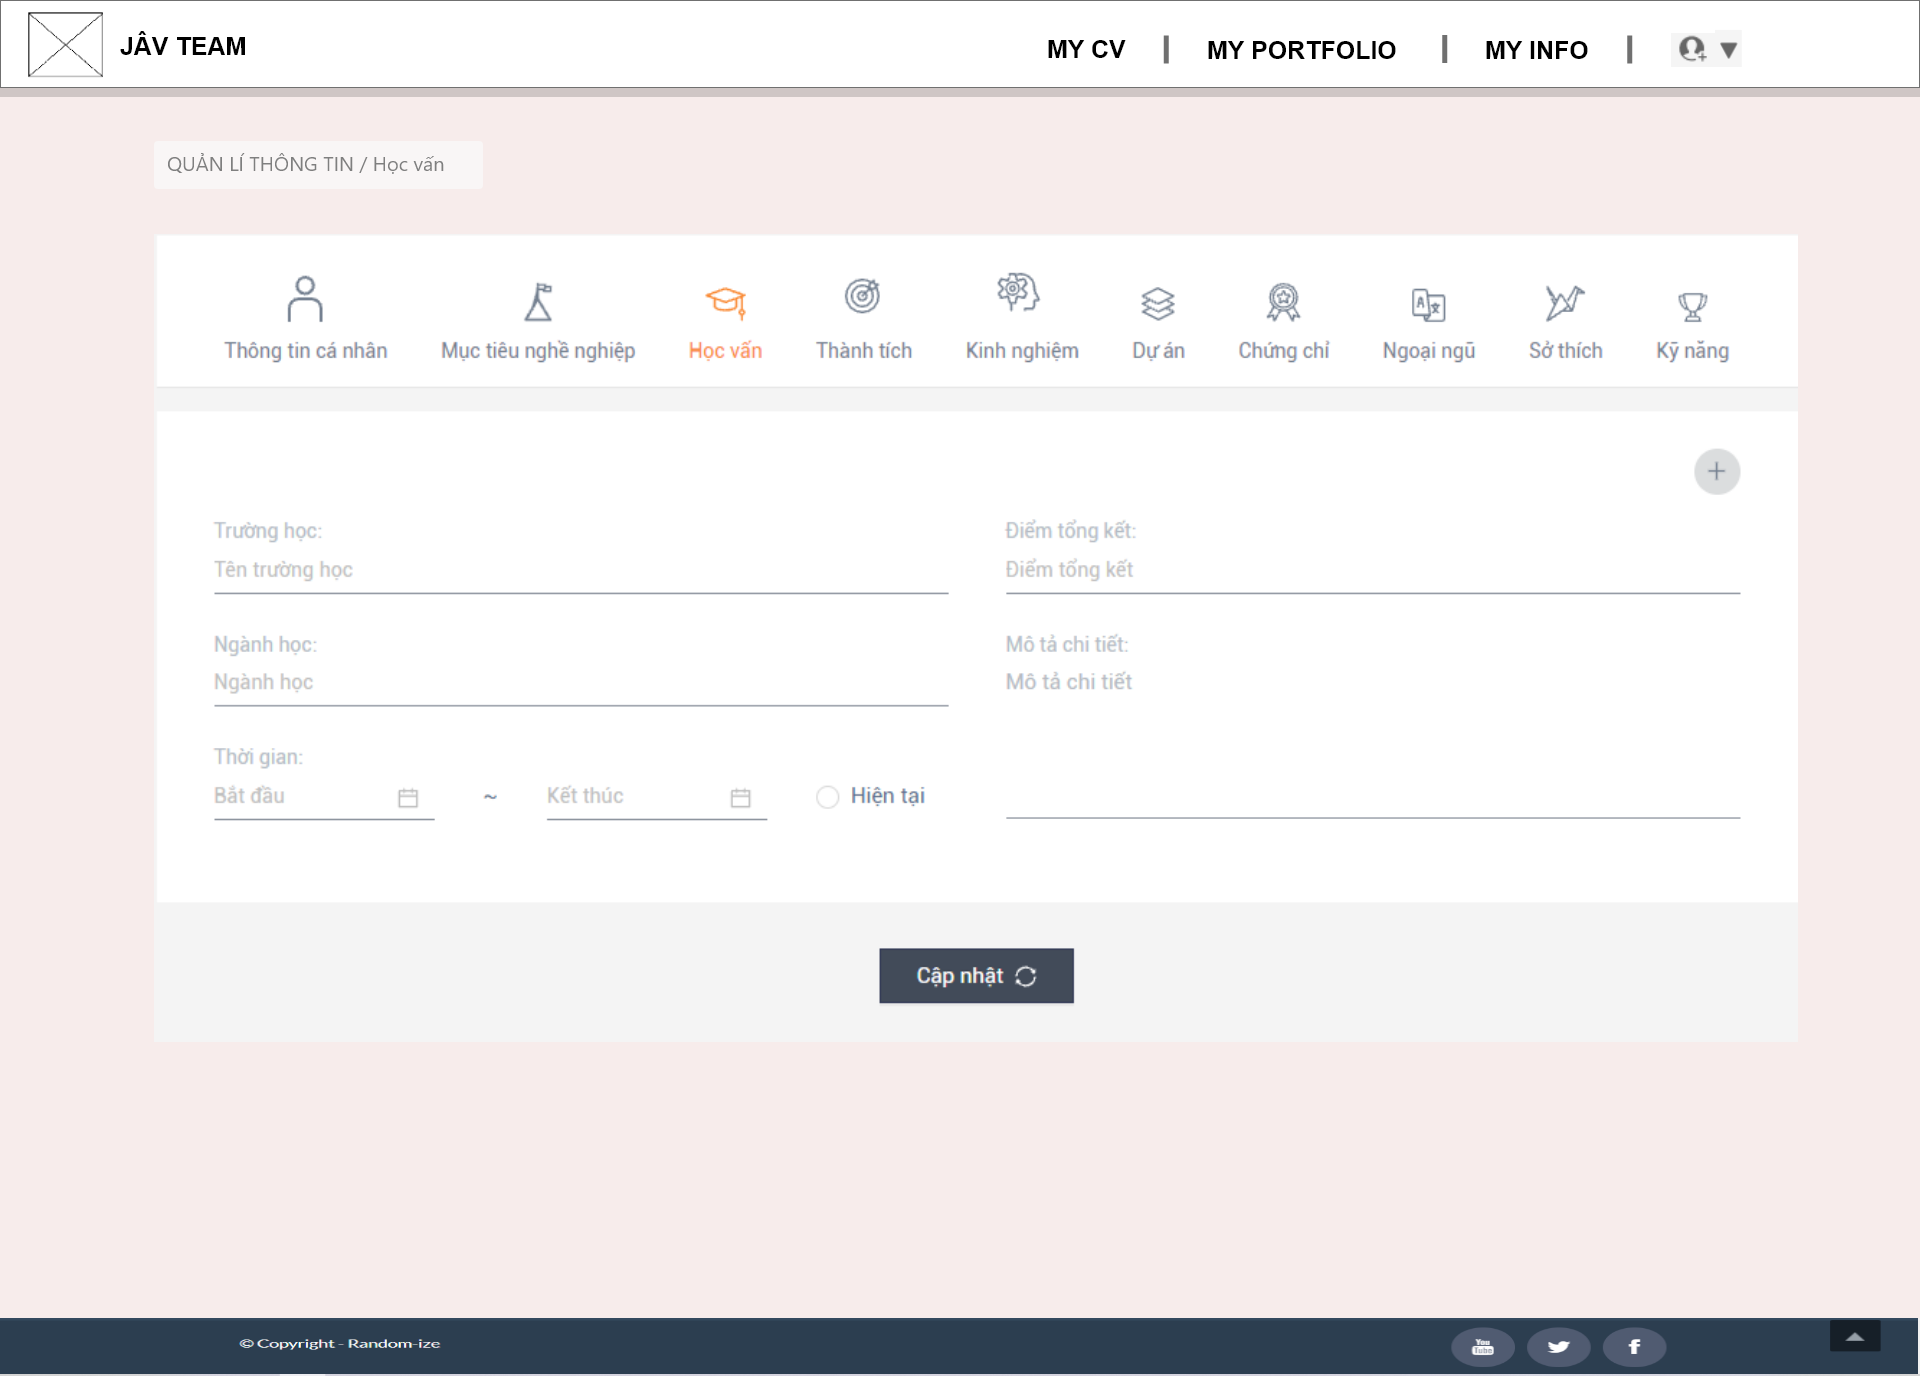 JÂV TEAM
MY CV | MY PORTFOLIO | MY INFO |
QUẢN LÍ THÔNG TIN / Học vấn
Thông tin cá nhân
Mục tiêu nghề nghiệp
Học vấn
Thành tích
Kinh nghiệm
Dự án
Chứng chỉ
Ngoại ngũ
Sở thích
Kỹ năng
Trường học:
Tên trường học
Điểm tổng kết:
Điểm tổng kết
Ngành học:
Ngành học
Mô tả chi tiết:
Mô tả chi tiết
Thời gian:
Bắt đầu ~ Kết thúc
Hiện tại
Cập nhật
© Copyright - Random-ize
You Tube